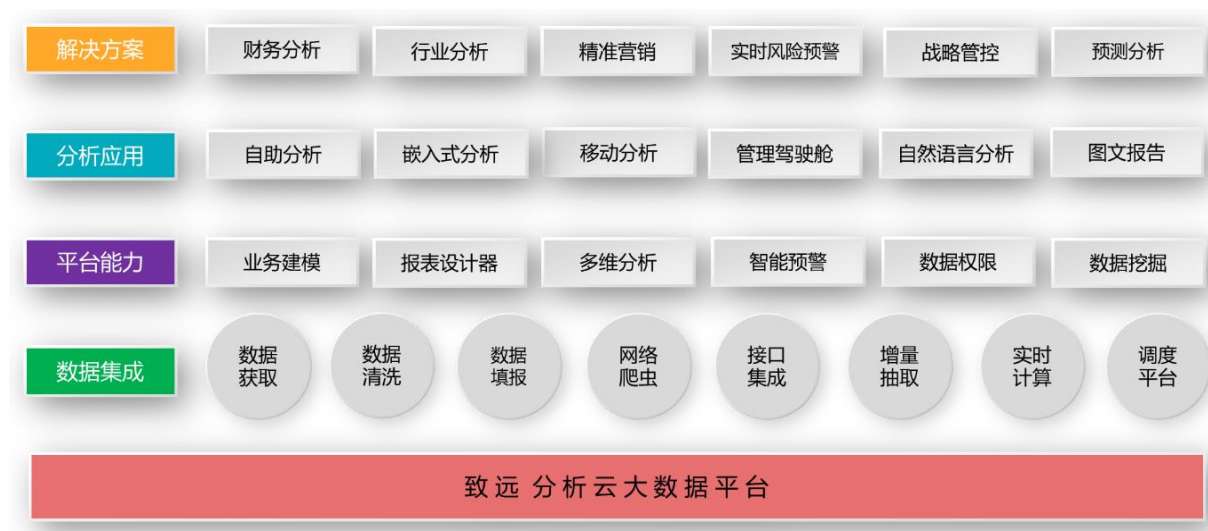 解决方案 财务分析 行业分析 精准营销 实时风险预警 战略管控 预测分析
分析应用 自助分析 嵌入式分析 移动分析 管理驾驶舱 自然语言分析 图文报告
平台能力 业务建模 报表设计器 多维分析 智能预警 数据权限 数据挖掘
数据集成
数据
获取
数据
清洗
数据
填报
网络
爬虫
接口
集成
增量
抽取
实时
计算
调度
平台
致远 分析云大数据平台